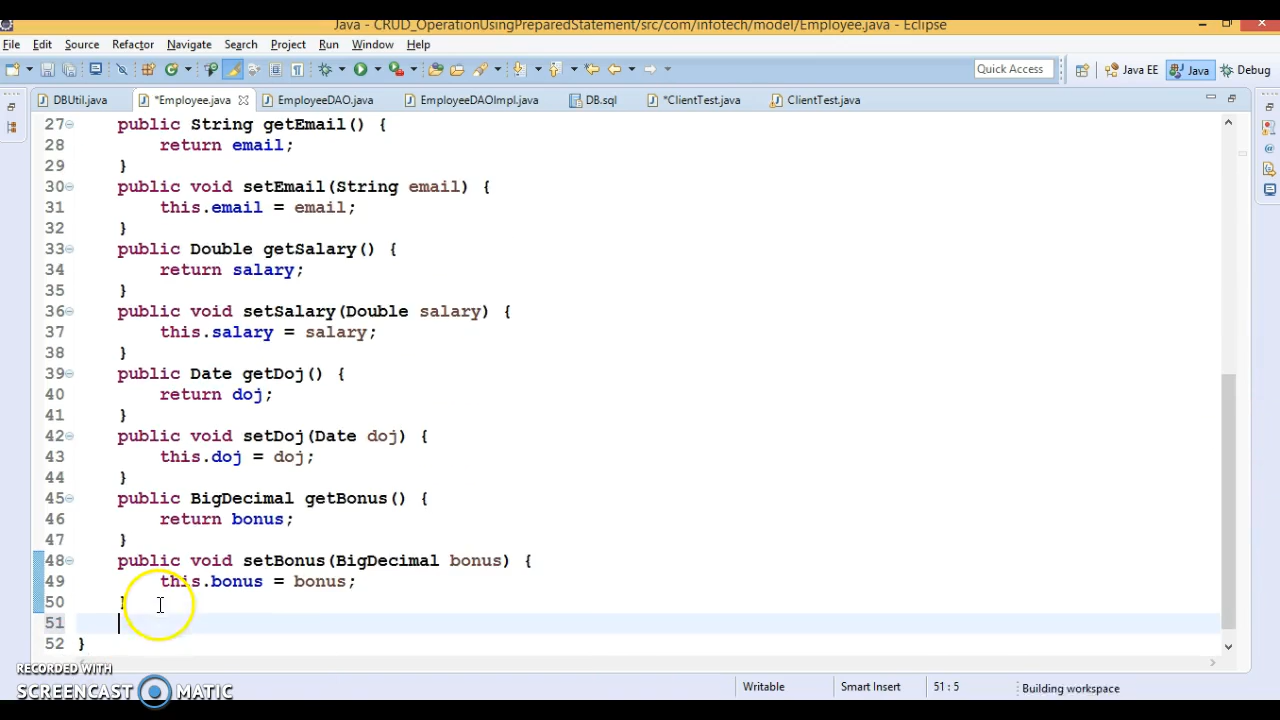 Java - CRUD_OperationUsingPreparedStatement/src/com/infotech/model/Employee.java - Eclipse
File Edit Source Refactor Navigate Search Project Run Window Help
Quick Access Java EE Java Debug
DBUtil.java *Employee.java EmployeeDAO.java EmployeeDAOImpl.java DB.sql *ClientTest.java ClientTest.java
27 public String getEmail() {
28 return email;
29 }
30 public void setEmail(String email) {
31 this.email = email;
32 }
33 public Double getSalary() {
34 return salary;
35 }
36 public void setSalary(Double salary) {
37 this.salary = salary;
38 }
39 public Date getDoj() {
40 return doj;
41 }
42 public void setDoj(Date doj) {
43 this.doj = doj;
44 }
45 public BigDecimal getBonus() {
46 return bonus;
47 }
48 public void setBonus(BigDecimal bonus) {
49 this.bonus = bonus;
50 }
51
52 }
RECORDED WITH
SCREENCAST MATIC
Writable Smart Insert 51 : 5 Building workspace